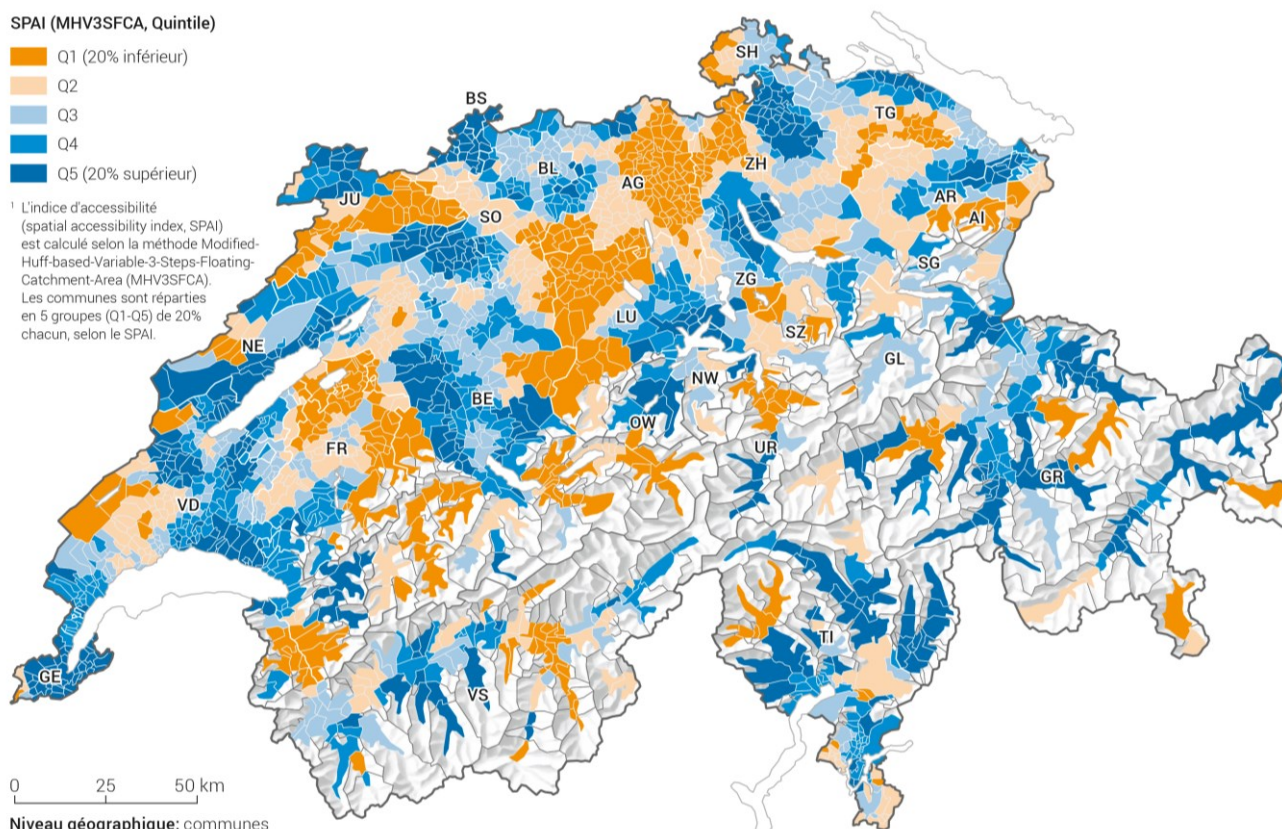 SPAI (MHV3SFCA, Quintile)
Q1 (20% inférieur)
Q2
Q3
Q4
Q5 (20% supérieur)
¹ L'indice d'accessibilité
(spatial accessibility index, SPAI)
est calculé selon la méthode Modified-
Huff-based-Variable-3-Steps-Floating-
Catchment-Area (MHV3SFCA).
Les communes sont réparties
en 5 groupes (Q1-Q5) de 20%
chacun, selon le SPAI.
SH
BS
TG
BL
ZH
AG
JU
AR
SO
AI
SG
ZG
LU
SZ
NE
GL
NW
BE
OW
UR
FR
GR
VD
TI
GE
VS
0 25 50 km
Niveau géographique: communes